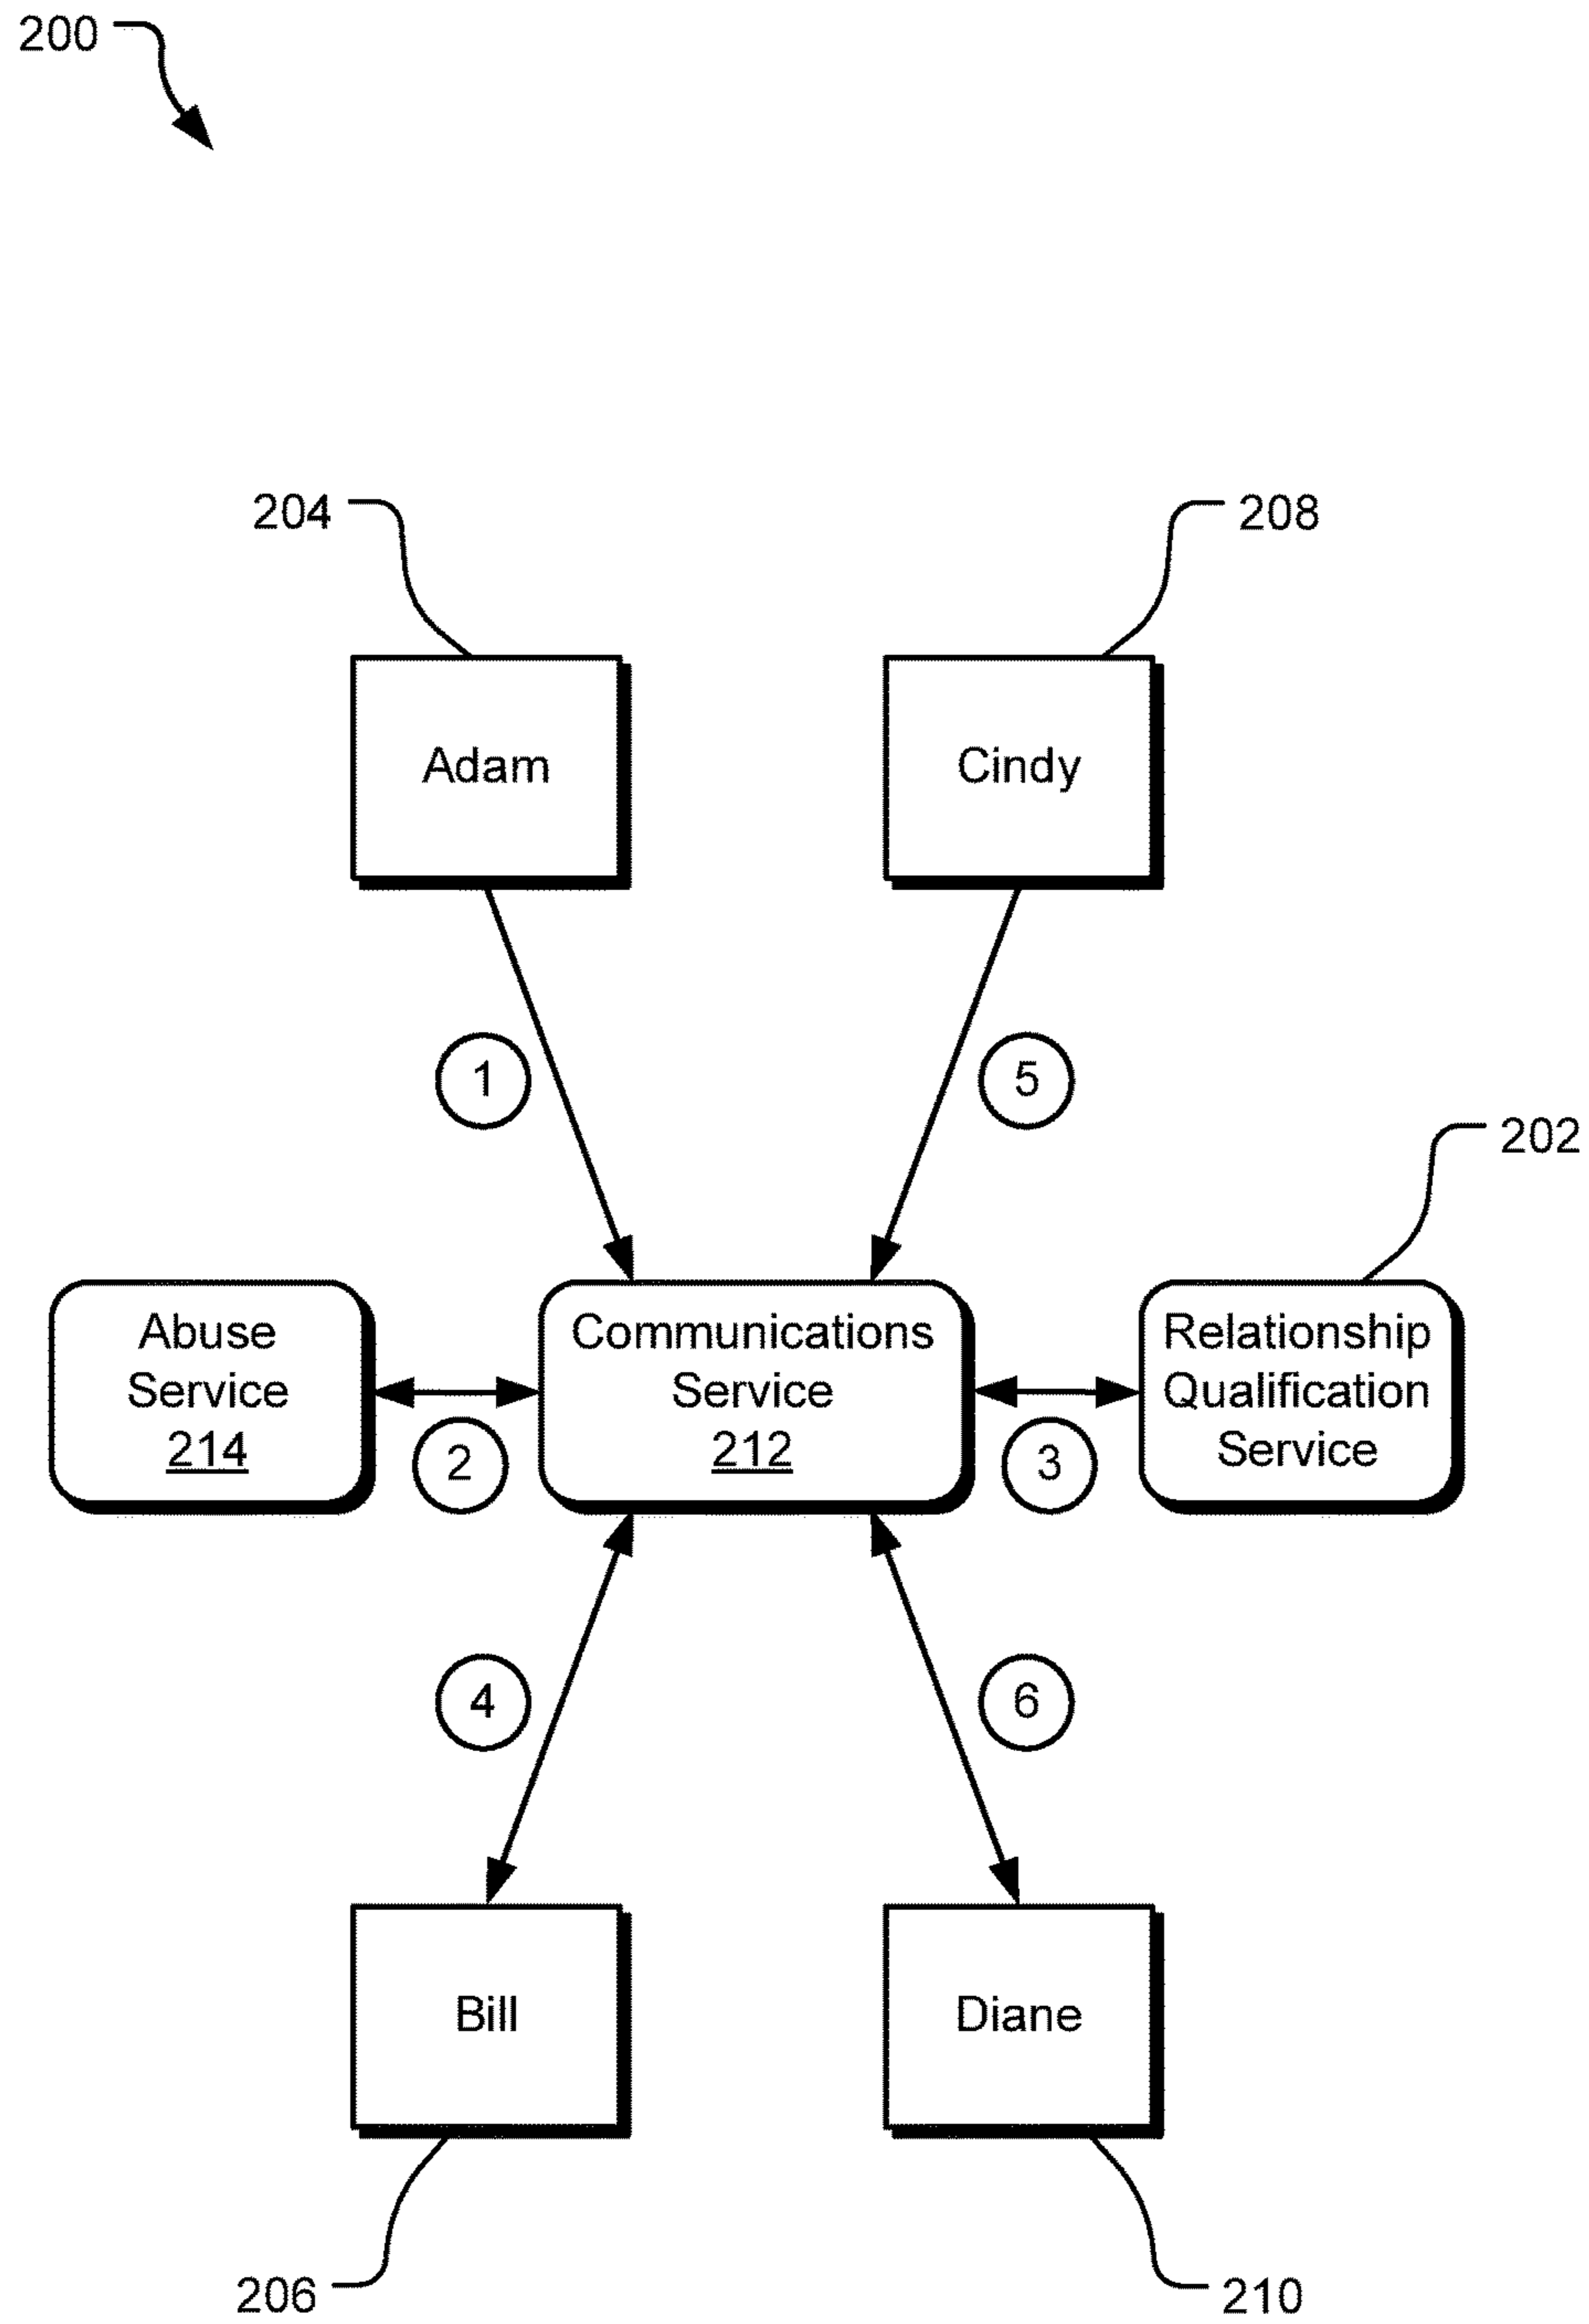 200
204
208
Adam
Cindy
1
5
202
Abuse
Service
214
Communications
Service
212
Relationship
Qualification
Service
2
3
4
6
Bill
Diane
206
210